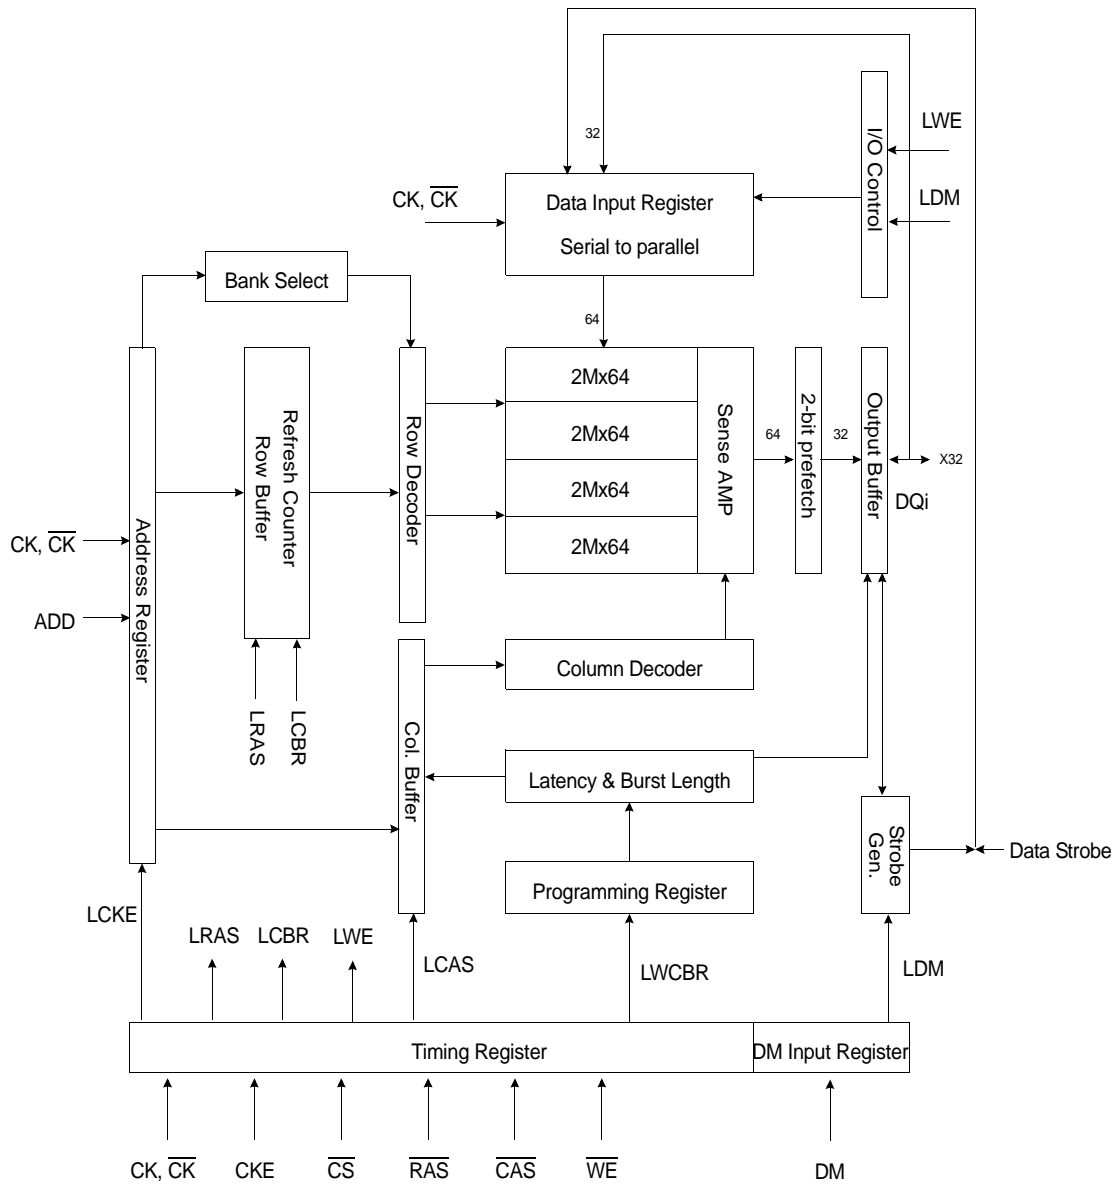 32
LWE
I/O Control
LDM
CK, CK
Data Input Register
Serial to parallel
Bank Select
64
Address Register
Refresh Counter
Row Buffer
Row Decoder
2Mx64
2Mx64
2Mx64
2Mx64
Sense AMP
64
2-bit prefetch
32
Output Buffer
X32
DQi
CK, CK
ADD
LRAS
LCBR
Col. Buffer
Column Decoder
Latency & Burst Length
Strobe
Gen.
Data Strobe
Programming Register
LCKE
LRAS
LCBR
LWE
LCAS
LWCBR
LDM
Timing Register
DM Input Register
CK, CK
CKE
CS
RAS
CAS
WE
DM